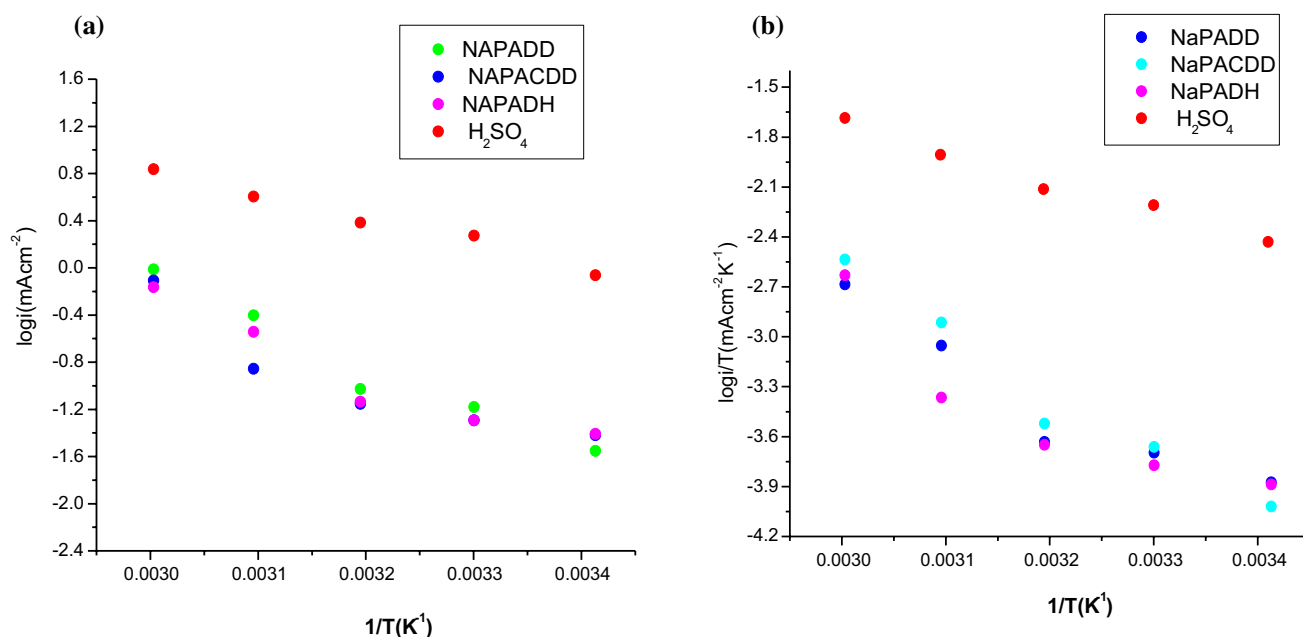 (a)
NAPADD
NAPACDD
NAPADH
H₂SO₄
1.6
1.2
0.8
0.4
0.0
-0.4
-0.8
-1.2
-1.6
-2.0
-2.4
logi(mAcm⁻²)
0.0030 0.0031 0.0032 0.0033 0.0034
1/T(K¹)
(b)
NaPADD
NaPACDD
NaPADH
H₂SO₄
-1.5
-1.8
-2.1
-2.4
-2.7
-3.0
-3.3
-3.6
-3.9
-4.2
logi/T(mAcm⁻²K⁻¹)
0.0030 0.0031 0.0032 0.0033 0.0034
1/T(K¹)